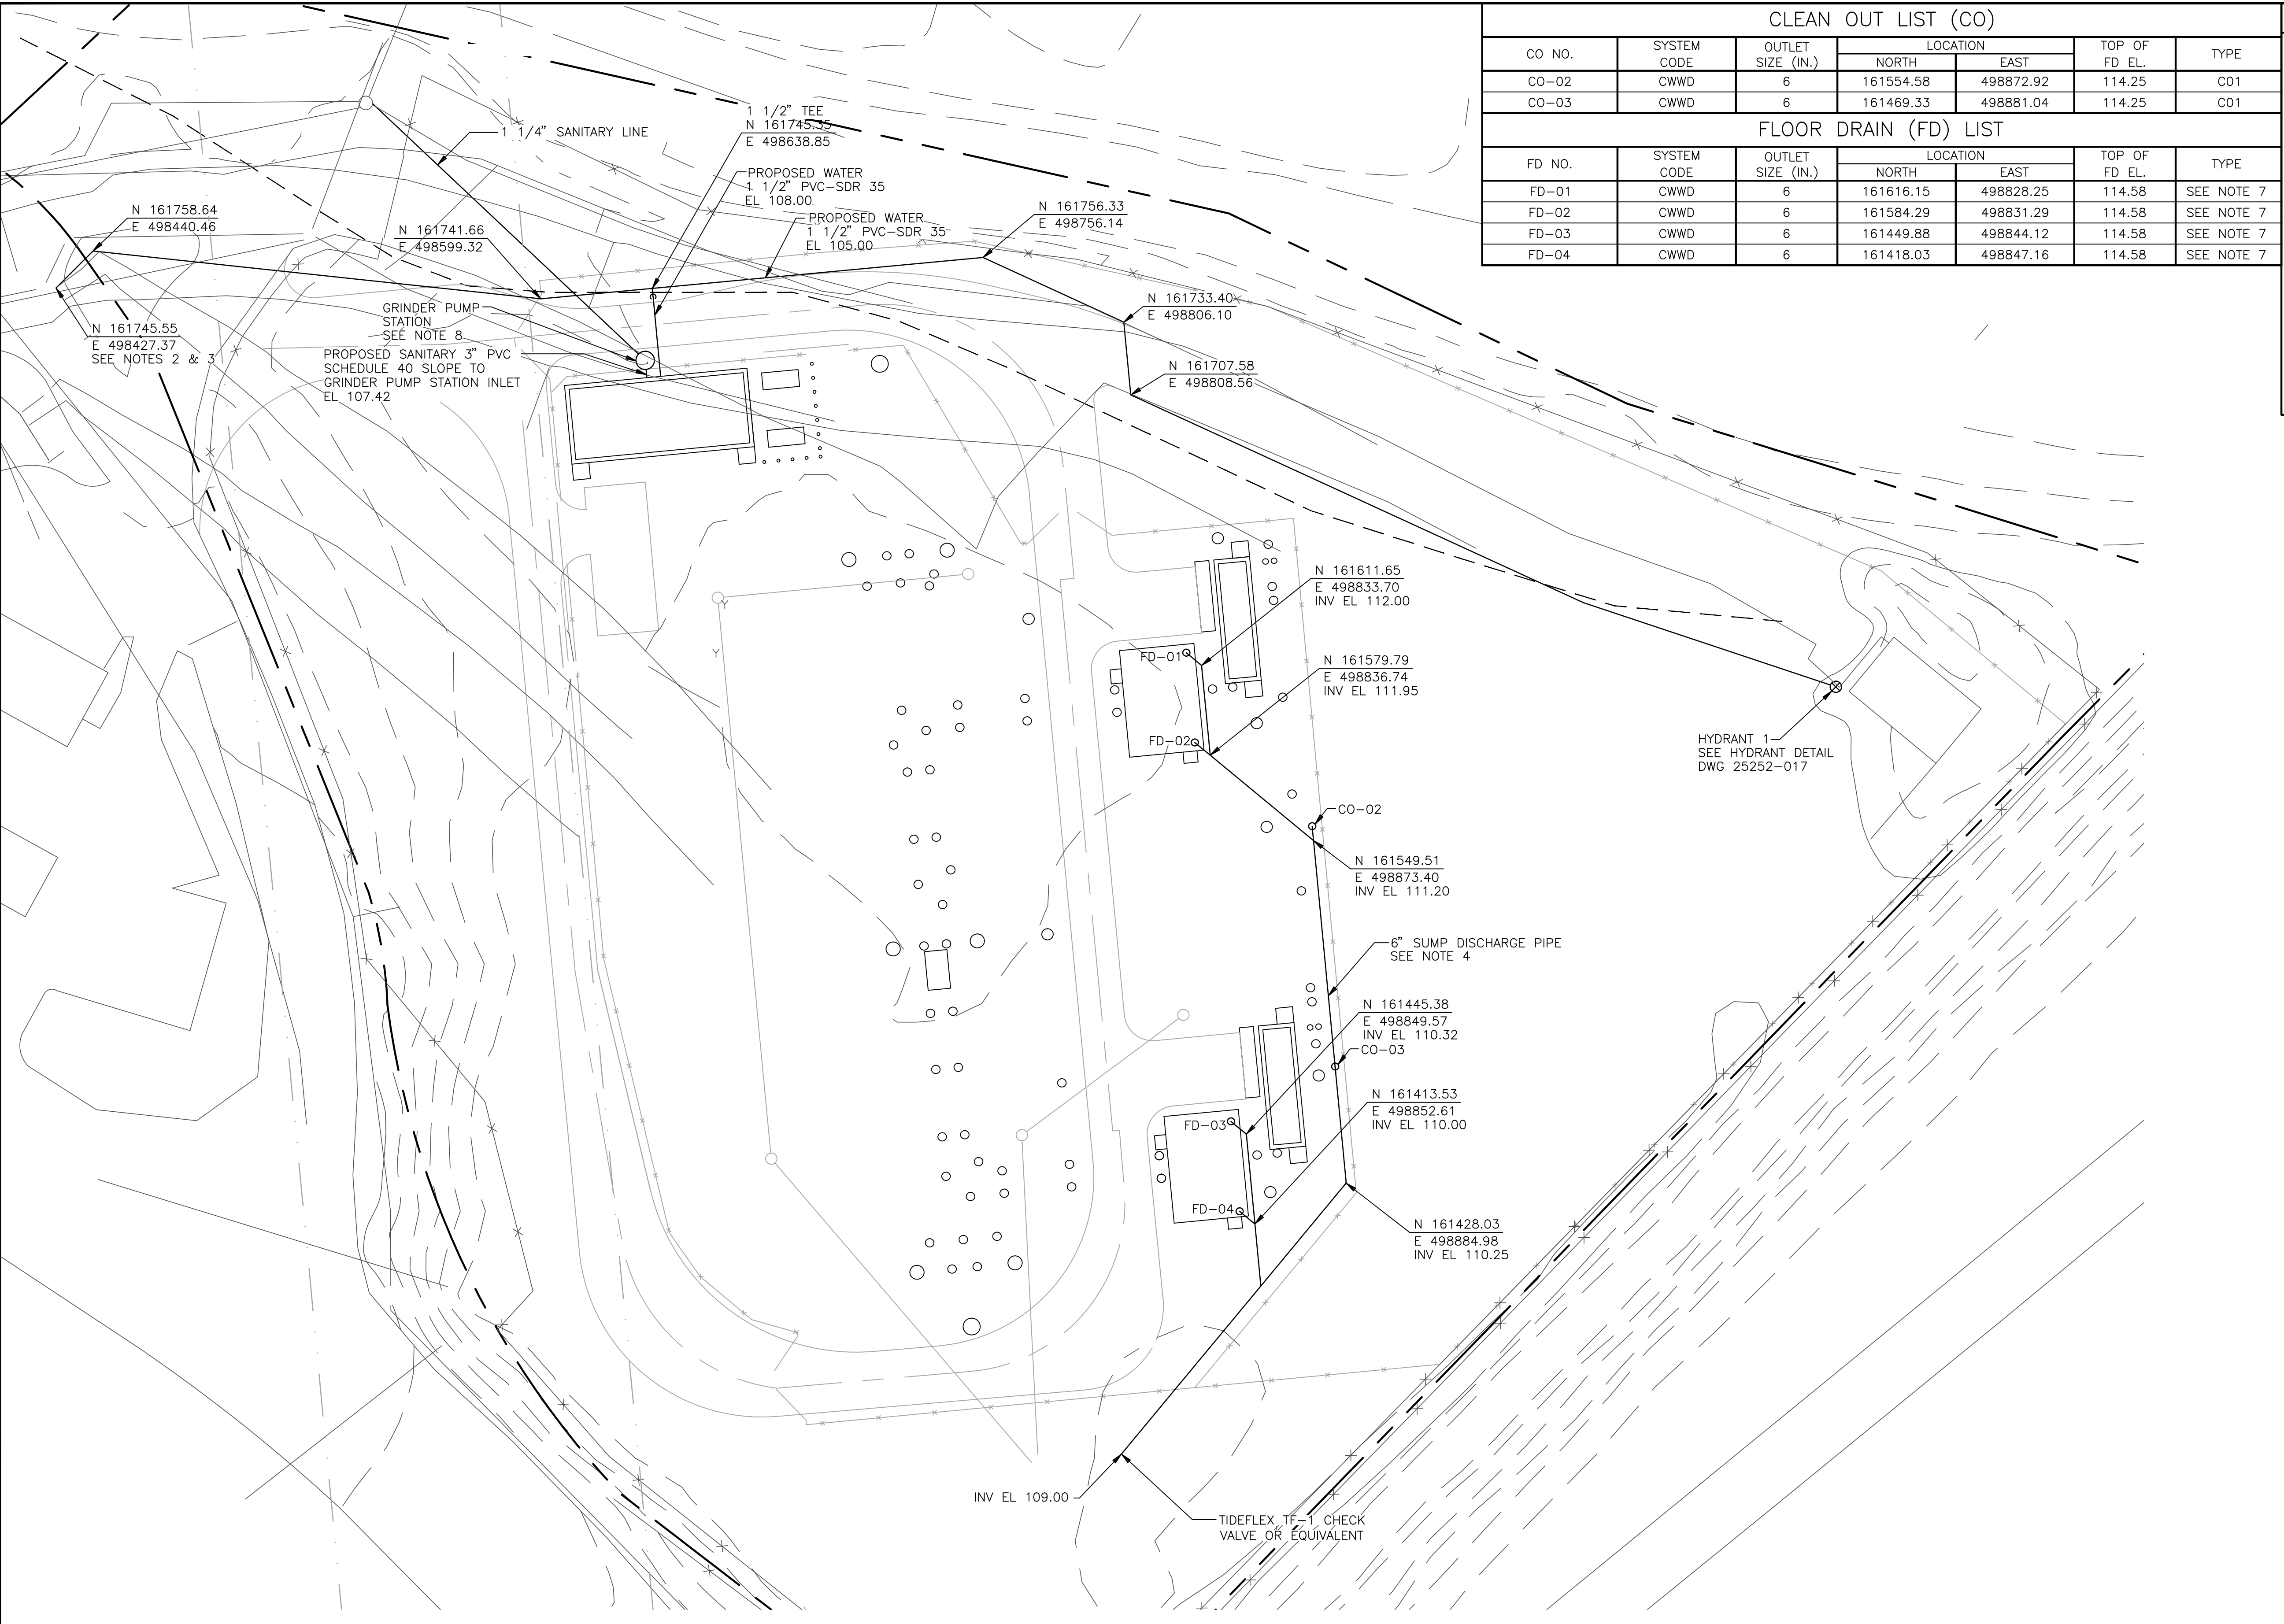 CLEAN OUT LIST (CO)
CO NO. SYSTEM CODE OUTLET SIZE (IN.) LOCATION NORTH EAST TOP OF FD EL. TYPE
CO-02 CWWD 6 161554.58 498872.92 114.25 C01
CO-03 CWWD 6 161469.33 498881.04 114.25 C01
FLOOR DRAIN (FD) LIST
FD NO. SYSTEM CODE OUTLET SIZE (IN.) LOCATION NORTH EAST TOP OF FD EL. TYPE
FD-01 CWWD 6 161616.15 498828.25 114.58 SEE NOTE 7
FD-02 CWWD 6 161584.29 498831.29 114.58 SEE NOTE 7
FD-03 CWWD 6 161449.88 498844.12 114.58 SEE NOTE 7
FD-04 CWWD 6 161418.03 498847.16 114.58 SEE NOTE 7
1 1/4" SANITARY LINE
1 1/2" TEE
N 161745.35
E 498638.85
PROPOSED WATER
1 1/2" PVC-SDR 35
EL 108.00
PROPOSED WATER
1 1/2" PVC-SDR 35
EL 105.00
N 161758.64
E 498440.46
N 161741.66
E 498599.32
N 161756.33
E 498756.14
N 161733.40
E 498806.10
N 161707.58
E 498808.56
N 161745.55
E 498427.37
SEE NOTES 2 & 3
GRINDER PUMP
STATION
SEE NOTE 8
PROPOSED SANITARY 3" PVC
SCHEDULE 40 SLOPE TO
GRINDER PUMP STATION INLET
EL 107.42
N 161611.65
E 498833.70
INV EL 112.00
FD-01
N 161579.79
E 498836.74
INV EL 111.95
FD-02
Y
Y
HYDRANT 1
SEE HYDRANT DETAIL
DWG 25252-017
CO-02
N 161549.51
E 498873.40
INV EL 111.20
6" SUMP DISCHARGE PIPE
SEE NOTE 4
N 161445.38
E 498849.57
INV EL 110.32
CO-03
N 161413.53
E 498852.61
INV EL 110.00
FD-03
FD-04
N 161428.03
E 498884.98
INV EL 110.25
INV EL 109.00
TIDEFLEX TF-1 CHECK
VALVE OR EQUIVALENT